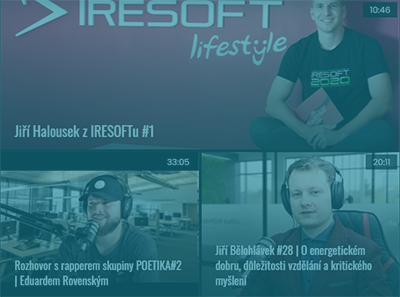 IRESOFT
lifestyle
10:46
IRESOFT
2020
Jiří Halousek z IRESOFTu #1
33:05
20:11
Rozhovor s rapperem skupiny POETIKA#2
| Eduardem Rovenským
Jiří Bělohlávek #28 | O energetickém
dobru, důležitosti vzdělání a kritického
myšlení